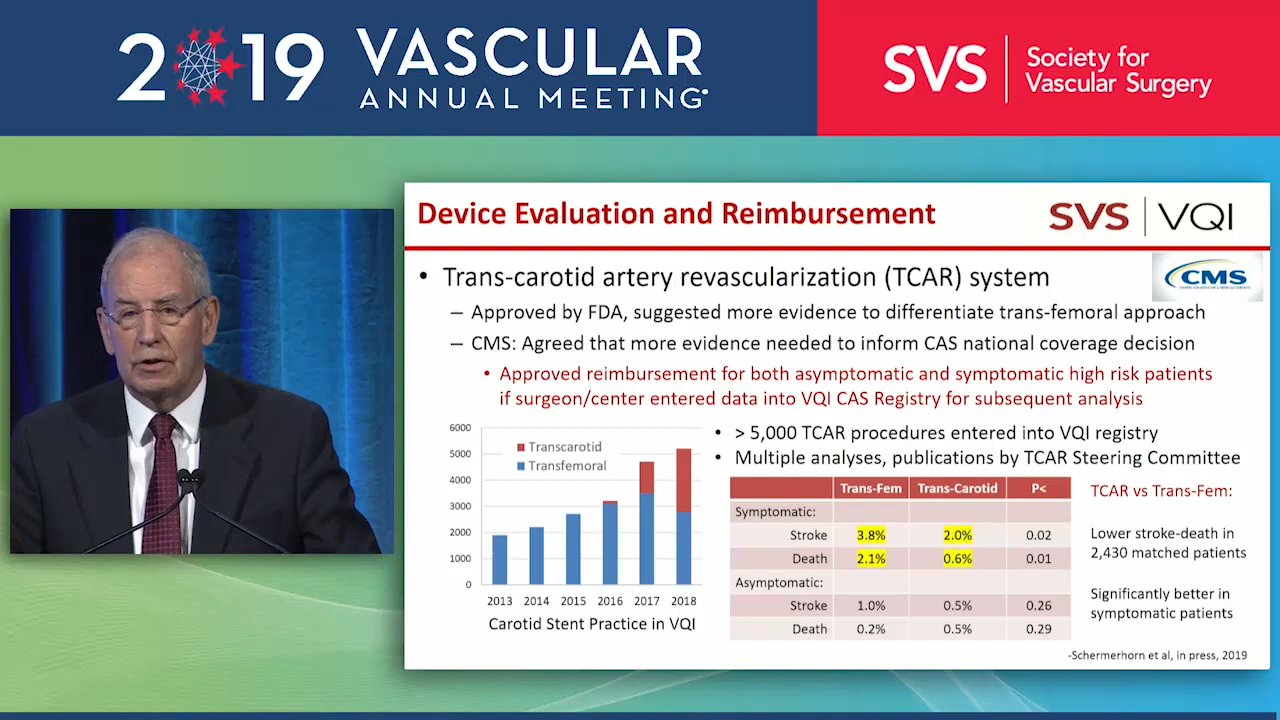 2019 VASCULAR
ANNUAL MEETING
SVS
Society for
Vascular Surgery
Device Evaluation and Reimbursement
SVS | VQI
• Trans-carotid artery revascularization (TCAR) system
CMS
– Approved by FDA, suggested more evidence to differentiate trans-femoral approach
– CMS: Agreed that more evidence needed to inform CAS national coverage decision
• Approved reimbursement for both asymptomatic and symptomatic high risk patients
if surgeon/center entered data into VQI CAS Registry for subsequent analysis
6000
5000
4000
3000
2000
1000
0
Transcarotid
Transfemoral
2013 2014 2015 2016 2017 2018
Carotid Stent Practice in VQI
• > 5,000 TCAR procedures entered into VQI registry
• Multiple analyses, publications by TCAR Steering Committee
Trans-Fem Trans-Carotid P<
Symptomatic:
Stroke 3.8% 2.0% 0.02
Death 2.1% 0.6% 0.01
Asymptomatic:
Stroke 1.0% 0.5% 0.26
Death 0.2% 0.5% 0.29
TCAR vs Trans-Fem:
Lower stroke-death in
2,430 matched patients
Significantly better in
symptomatic patients
-Schermerhorn et al, in press, 2019